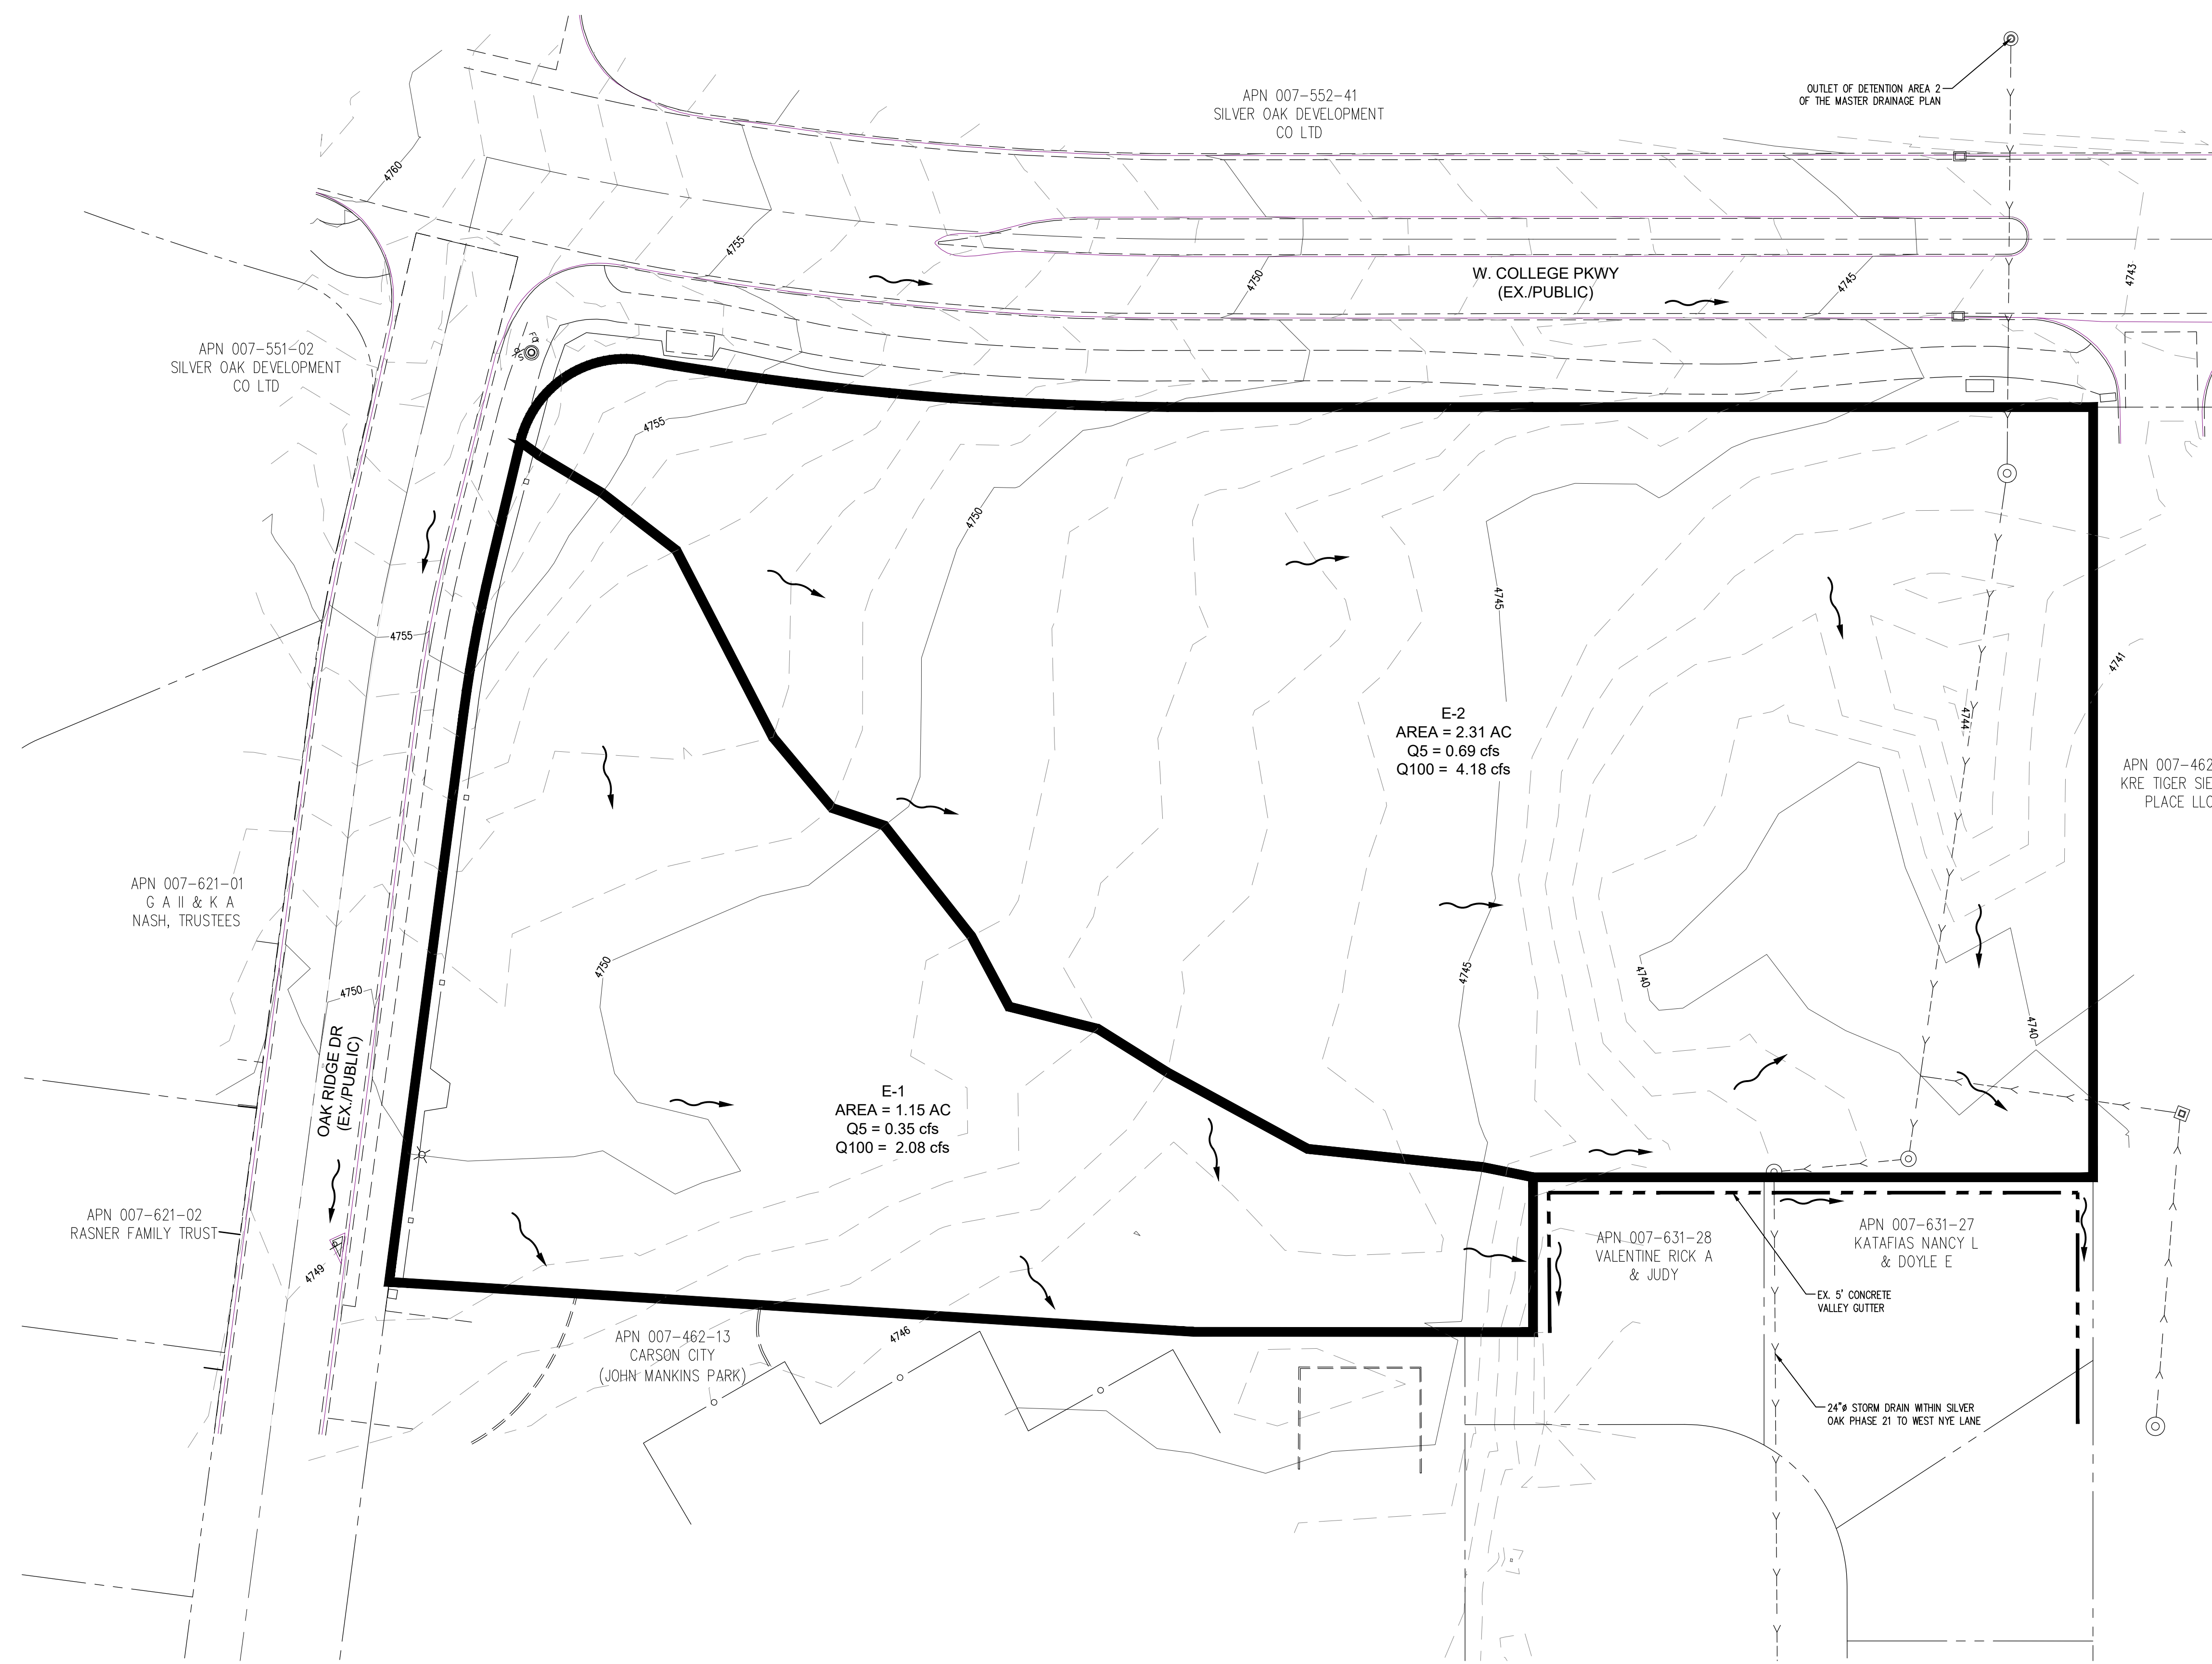 OUTLET OF DETENTION AREA 2
OF THE MASTER DRAINAGE PLAN
APN 007-552-41
SILVER OAK DEVELOPMENT
CO LTD
4760
4755
4750
W. COLLEGE PKWY
(EX./PUBLIC)
4745
4743
APN 007-551-02
SILVER OAK DEVELOPMENT
CO LTD
4755
4750
4745
4755
4741
4744
E-2
AREA = 2.31 AC
Q5 = 0.69 cfs
Q100 = 4.18 cfs
APN 007-462
KRE TIGER SIE
PLACE LLC
APN 007-621-01
G A II & K A
NASH, TRUSTEES
4750
4750
4745
4740
4740
OAK RIDGE DR
(EX./PUBLIC)
E-1
AREA = 1.15 AC
Q5 = 0.35 cfs
Q100 = 2.08 cfs
APN 007-621-02
RASNER FAMILY TRUST
4749
APN 007-631-28
VALENTINE RICK A
& JUDY
APN 007-631-27
KATAFIAS NANCY L
& DOYLE E
EX. 5' CONCRETE
VALLEY GUTTER
APN 007-462-13
CARSON CITY
(JOHN MANKINS PARK)
4746
24"ø STORM DRAIN WITHIN SILVER
OAK PHASE 21 TO WEST NYE LANE